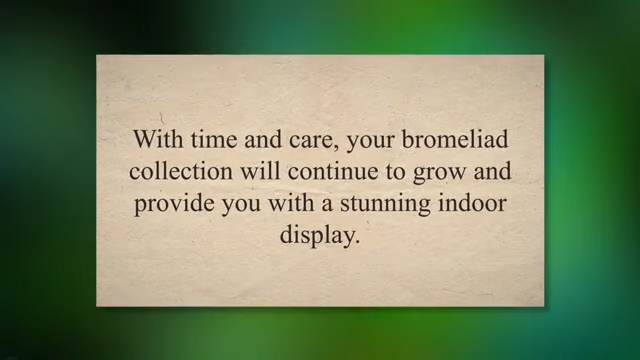 With time and care, your bromeliad
collection will continue to grow and
provide you with a stunning indoor
display.